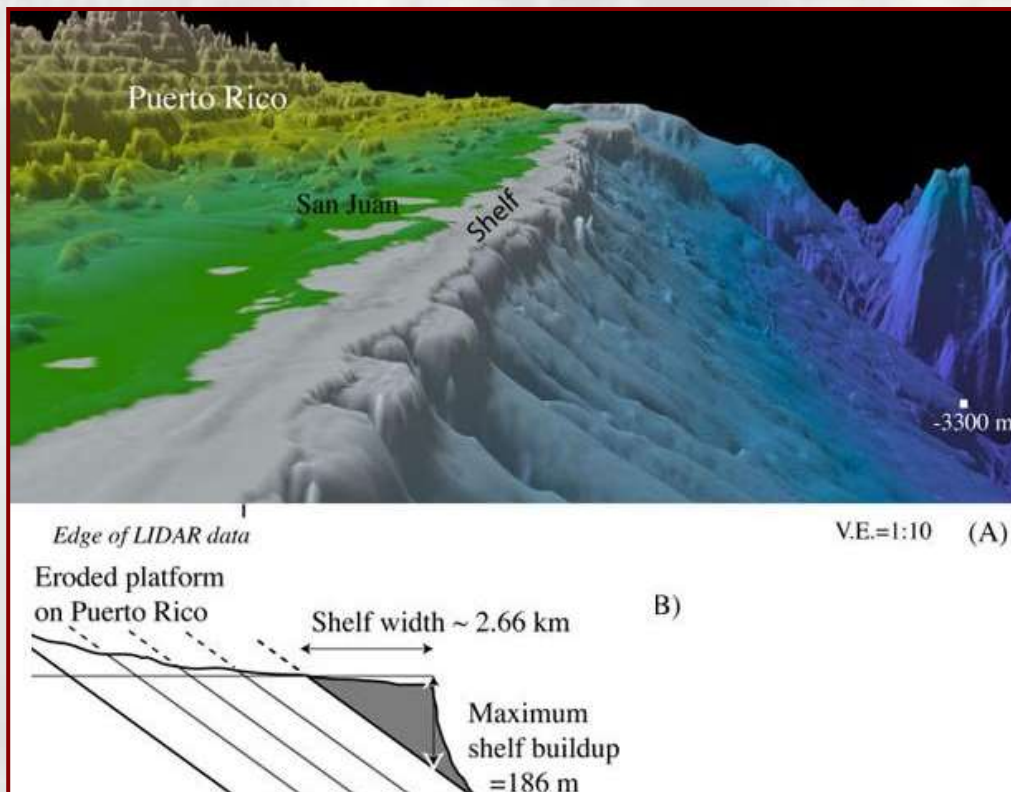 Puerto Rico
San Juan
Shelf
-3300 m
Edge of LIDAR data
V.E.=1:10 (A)
Eroded platform
on Puerto Rico
Shelf width ~ 2.66 km
B)
Maximum
shelf buildup
=186 m